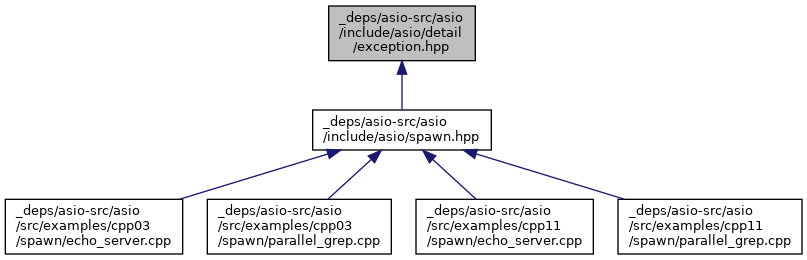 _deps/asio-src/asio
/include/asio/detail
/exception.hpp
_deps/asio-src/asio
/include/asio/spawn.hpp
_deps/asio-src/asio
/src/examples/cpp03
/spawn/echo_server.cpp
_deps/asio-src/asio
/src/examples/cpp03
/spawn/parallel_grep.cpp
_deps/asio-src/asio
/src/examples/cpp11
/spawn/echo_server.cpp
_deps/asio-src/asio
/src/examples/cpp11
/spawn/parallel_grep.cpp